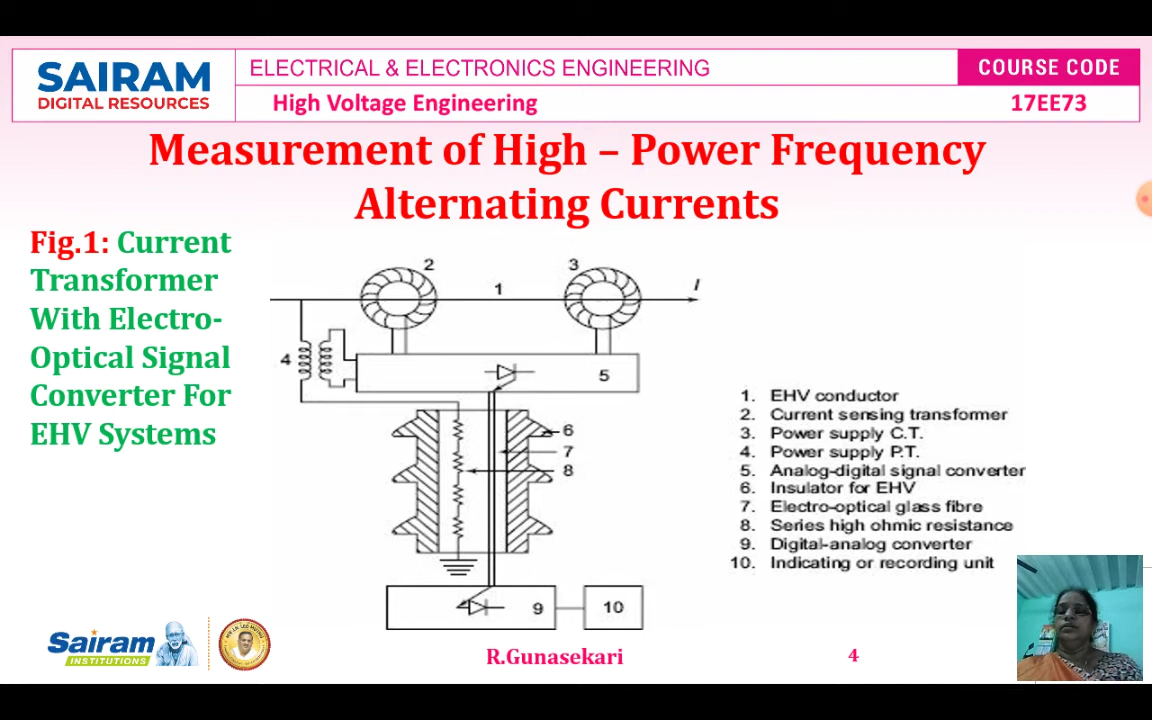 SAIRAM
DIGITAL RESOURCES
ELECTRICAL & ELECTRONICS ENGINEERING
COURSE CODE
High Voltage Engineering
17EE73
Measurement of High – Power Frequency
Alternating Currents
Fig.1: Current
Transformer
With Electro-
Optical Signal
Converter For
EHV Systems
2
3
1
I
4
5
6
7
8
9
10
1. EHV conductor
2. Current sensing transformer
3. Power supply C.T.
4. Power supply P.T.
5. Analog-digital signal converter
6. Insulator for EHV
7. Electro-optical glass fibre
8. Series high ohmic resistance
9. Digital-analog converter
10. Indicating or recording unit
Sairam
INSTITUTIONS
R.Gunasekari
4